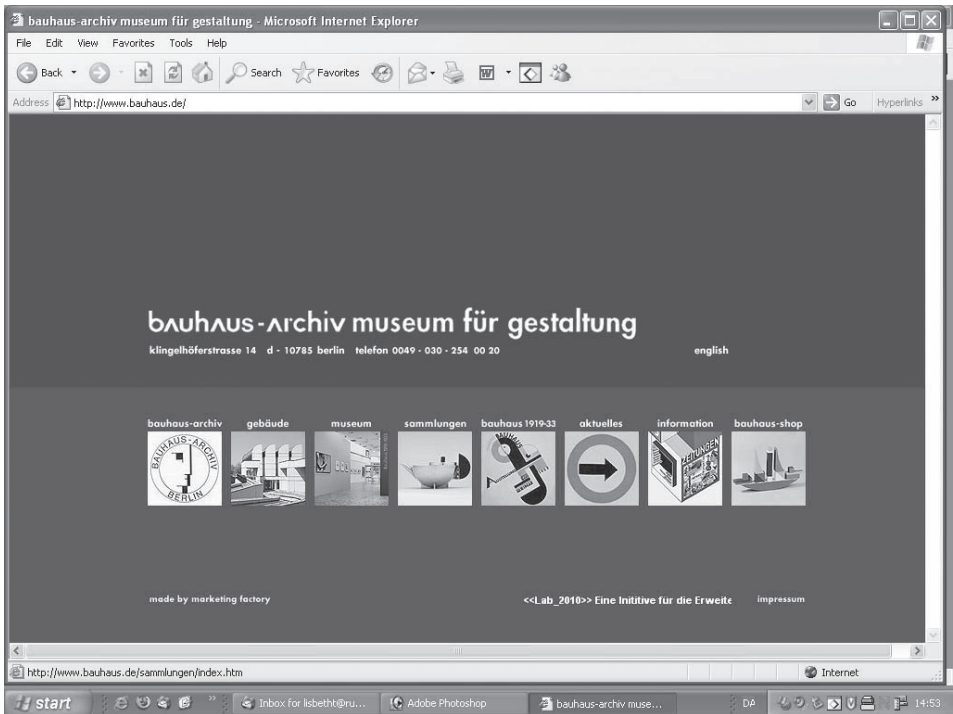 bauhaus-archiv museum für gestaltung - Microsoft Internet Explorer
File Edit View Favorites Tools Help
Back Search Favorites
Address http://www.bauhaus.de/ Go Hyperlinks »
bauhaus-archiv museum für gestaltung
klingelhöferstrasse 14 d - 10785 berlin telefon 0049 - 030 - 254 00 20 english
bauhaus-archiv gebäude museum sammlungen bauhaus 1919-33 aktuelles information bauhaus-shop
BAUHAUS-ARCHIV BERLIN
BAUHAUS
ZEITUNGEN
made by marketing factory <<Lab_2010>> Eine Inititive für die Erweite impressum
http://www.bauhaus.de/sammlungen/index.htm Internet
start » Inbox for lisbetht@ru... Adobe Photoshop bauhaus-archiv muse... DA 14:53